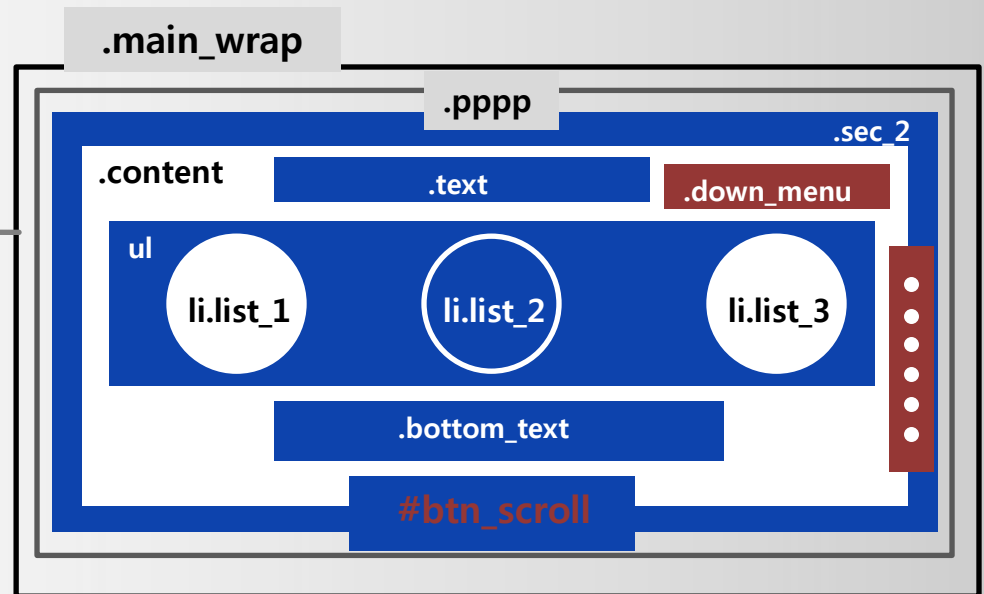 .main_wrap
.pppp
.sec_2
.content
.text
.down_menu
ul
li.list_1
li.list_2
li.list_3
.bottom_text
#btn_scroll